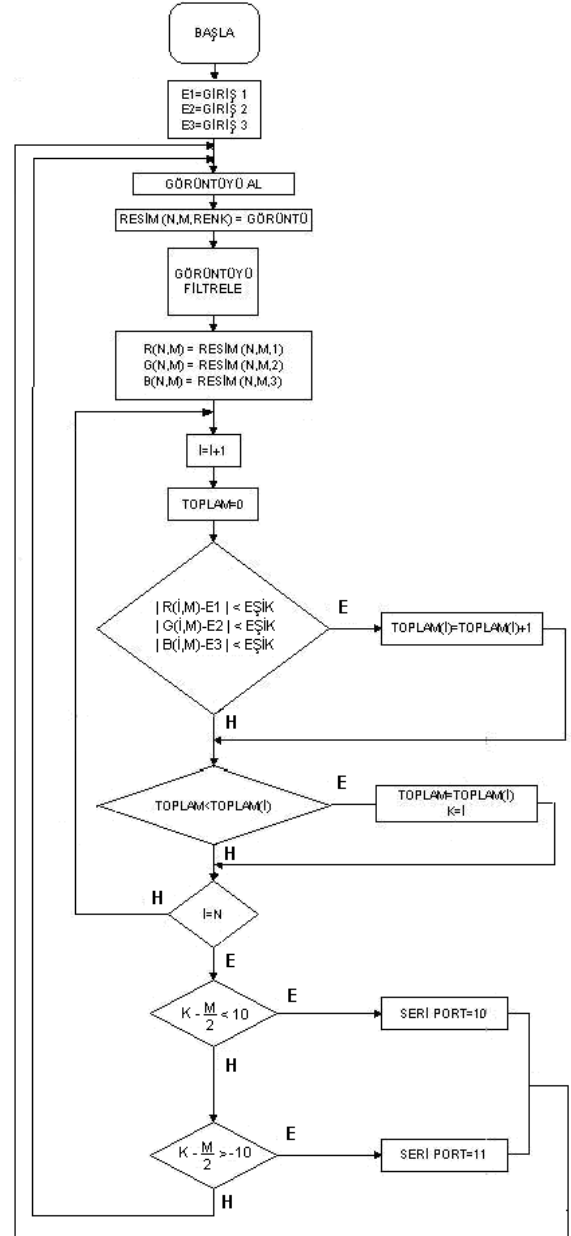 BAŞLA
E1=GİRİŞ 1
E2=GİRİŞ 2
E3=GİRİŞ 3
GÖRÜNTÜYÜ AL
RESİM (N,M,RENK) = GÖRÜNTÜ
GÖRÜNTÜYÜ
FİLTRELE
R(N,M) = RESİM (N,M,1)
G(N,M) = RESİM (N,M,2)
B(N,M) = RESİM (N,M,3)
İ=İ+1
TOPLAM=0
| R(İ,M)-E1 | < EŞİK
| G(İ,M)-E2 | < EŞİK
| B(İ,M)-E3 | < EŞİK
E
TOPLAM(İ)=TOPLAM(İ)+1
H
TOPLAM<TOPLAM(İ)
E
TOPLAM=TOPLAM(İ)
K=İ
H
İ=N
H
E
K - M/2 < 10
E
SERİ PORT=10
H
K - M/2 >-10
E
SERİ PORT=11
H